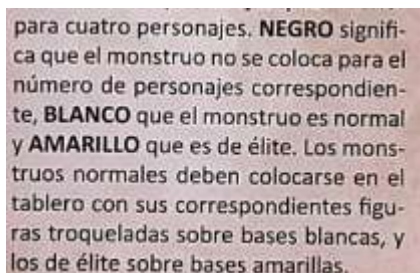 para cuatro personajes. NEGRO signifi-
ca que el monstruo no se coloca para el
número de personajes correspondien-
te, BLANCO que el monstruo es normal
y AMARILLO que es de élite. Los mons-
truos normales deben colocarse en el
tablero con sus correspondientes figu-
ras troqueladas sobre bases blancas, y
los de élite sobre bases amarillas.